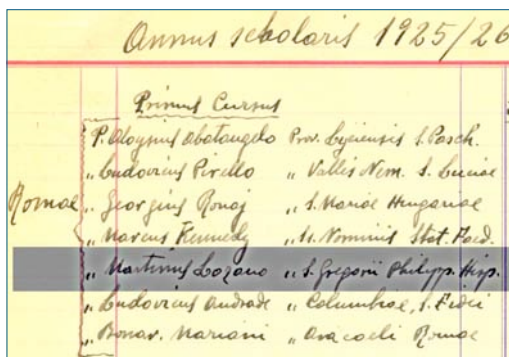 Annus scholaris 1925/26
Primus Cursus
P. Aloysius Abatangelo Prov. Lyciensis S. Pasch.
„ Ludovicus Pirello „ Vallis Nem. S. Luciae
Romae „ Georgius Ronaj „ S. Mariae Hungariae
„ Marcus Kennedy „ Ss. Nominis Stat. Foed.
„ Martinus Lozano „ S. Gregorii Philipp. Hisp.
„ Ludovicus Andrade „ Columbiae, S. Fidei
„ Bonav. Mariani „ Aracoeli Romae